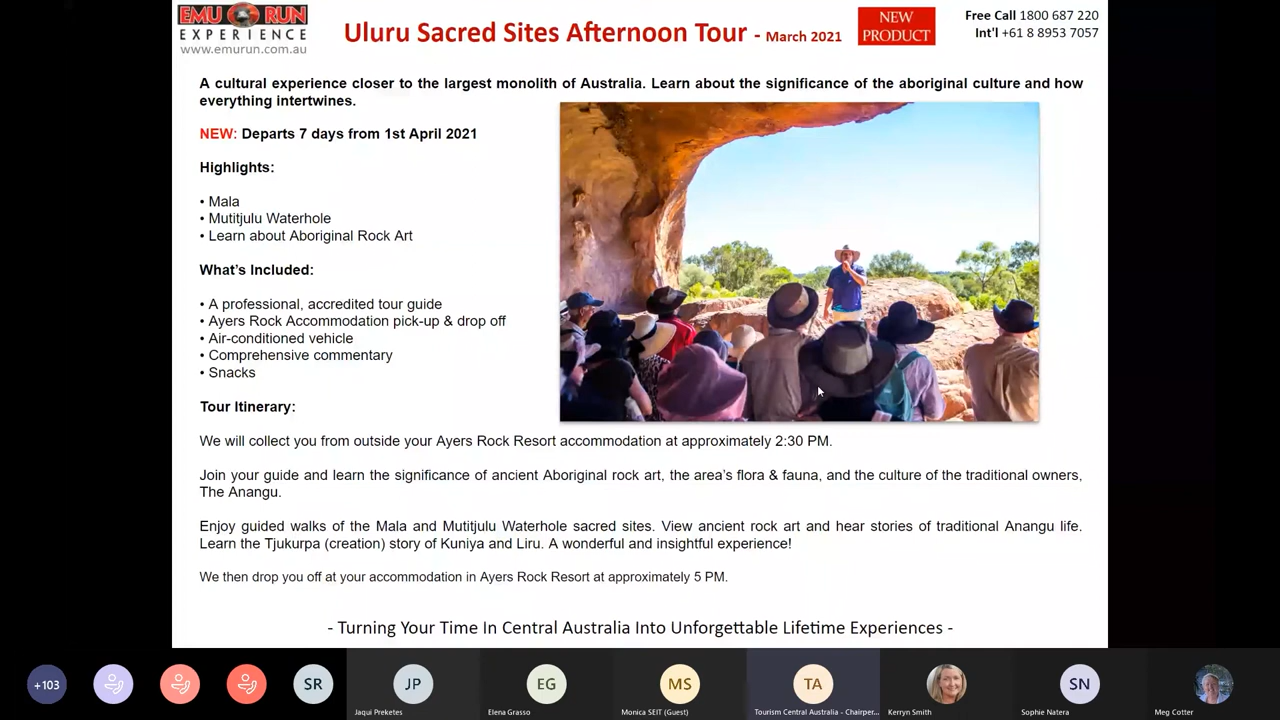 EMU RUN
EXPERIENCE
www.emurun.com.au
Uluru Sacred Sites Afternoon Tour - March 2021
NEW
PRODUCT
Free Call 1800 687 220
Int'l +61 8 8953 7057
A cultural experience closer to the largest monolith of Australia. Learn about the significance of the aboriginal culture and how
everything intertwines.
NEW: Departs 7 days from 1st April 2021
Highlights:
• Mala
• Mutitjulu Waterhole
• Learn about Aboriginal Rock Art
What's Included:
• A professional, accredited tour guide
• Ayers Rock Accommodation pick-up & drop off
• Air-conditioned vehicle
• Comprehensive commentary
• Snacks
Tour Itinerary:
We will collect you from outside your Ayers Rock Resort accommodation at approximately 2:30 PM.
Join your guide and learn the significance of ancient Aboriginal rock art, the area's flora & fauna, and the culture of the traditional owners,
The Anangu.
Enjoy guided walks of the Mala and Mutitjulu Waterhole sacred sites. View ancient rock art and hear stories of traditional Anangu life.
Learn the Tjukurpa (creation) story of Kuniya and Liru. A wonderful and insightful experience!
We then drop you off at your accommodation in Ayers Rock Resort at approximately 5 PM.
- Turning Your Time In Central Australia Into Unforgettable Lifetime Experiences -
+103
SR
JP
EG
MS
TA
SN
Jaqui Preketes
Elena Grasso
Monica SEIT (Guest)
Tourism Central Australia - Chairper...
Kerryn Smith
Sophie Natera
Meg Cotter